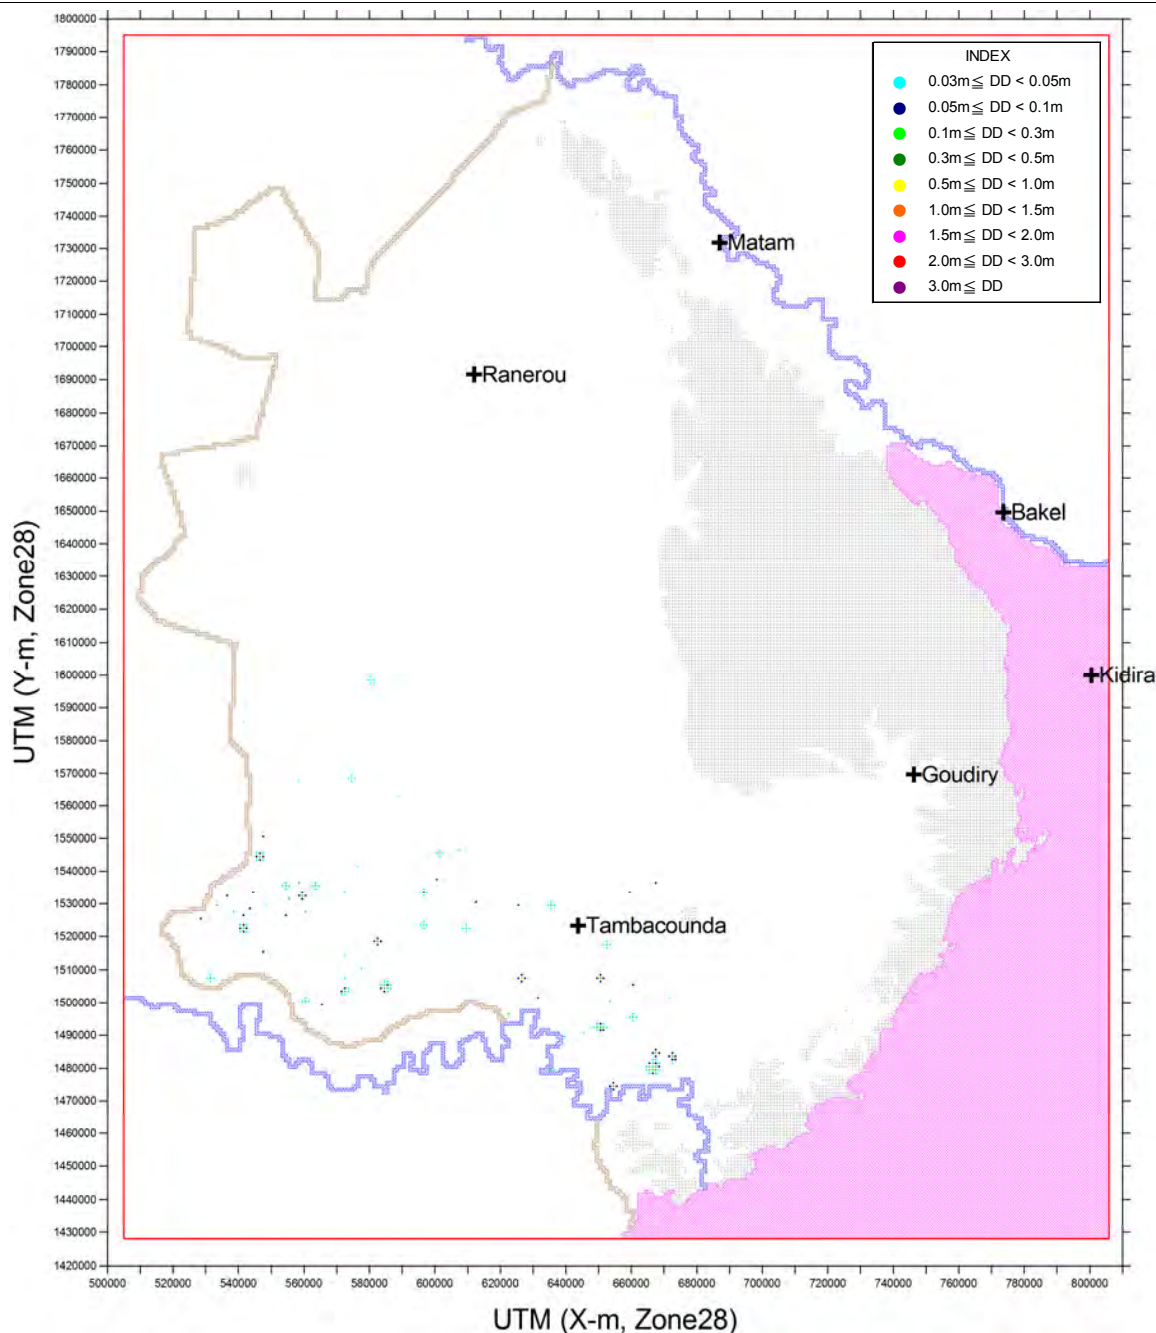 INDEX
0.03m≦ DD < 0.05m
0.05m≦ DD < 0.1m
0.1m≦ DD < 0.3m
0.3m≦ DD < 0.5m
0.5m≦ DD < 1.0m
1.0m≦ DD < 1.5m
1.5m≦ DD < 2.0m
2.0m≦ DD < 3.0m
3.0m≦ DD
Matam
Ranerou
Bakel
Kidira
Goudiry
Tambacounda
UTM (Y-m, Zone28)
1800000
1790000
1780000
1770000
1760000
1750000
1740000
1730000
1720000
1710000
1700000
1690000
1680000
1670000
1660000
1650000
1640000
1630000
1620000
1610000
1600000
1590000
1580000
1570000
1560000
1550000
1540000
1530000
1520000
1510000
1500000
1490000
1480000
1470000
1460000
1450000
1440000
1430000
1420000
500000 520000 540000 560000 580000 600000 620000 640000 660000 680000 700000 720000 740000 760000 780000 800000
UTM (X-m, Zone28)